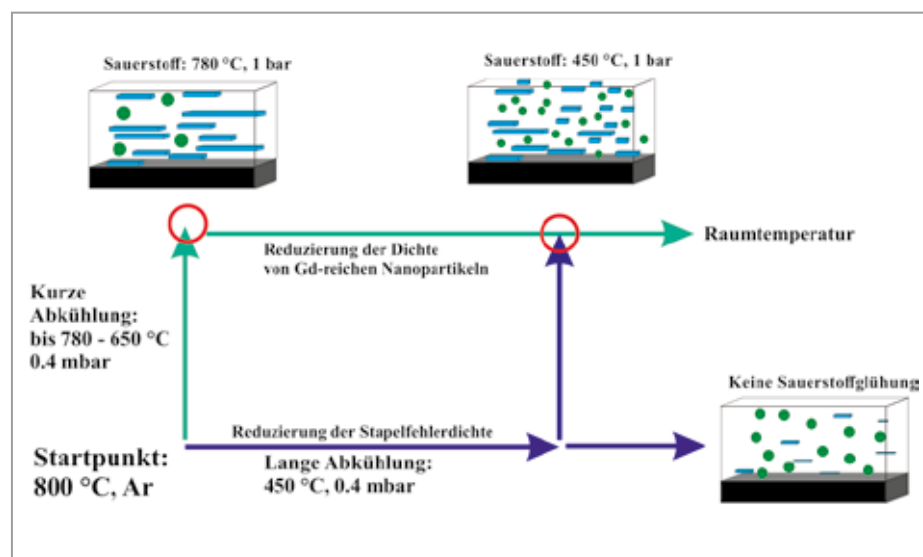 Sauerstoff: 780 °C, 1 bar
Sauerstoff: 450 °C, 1 bar
Reduzierung der Dichte
von Gd-reichen Nanopartikeln
Raumtemperatur
Kurze
Abkühlung:
bis 780 - 650 °C
0.4 mbar
Keine Sauerstoffglühung
Reduzierung der Stapelfehlerdichte
Startpunkt:
800 °C, Ar
Lange Abkühlung:
450 °C, 0.4 mbar